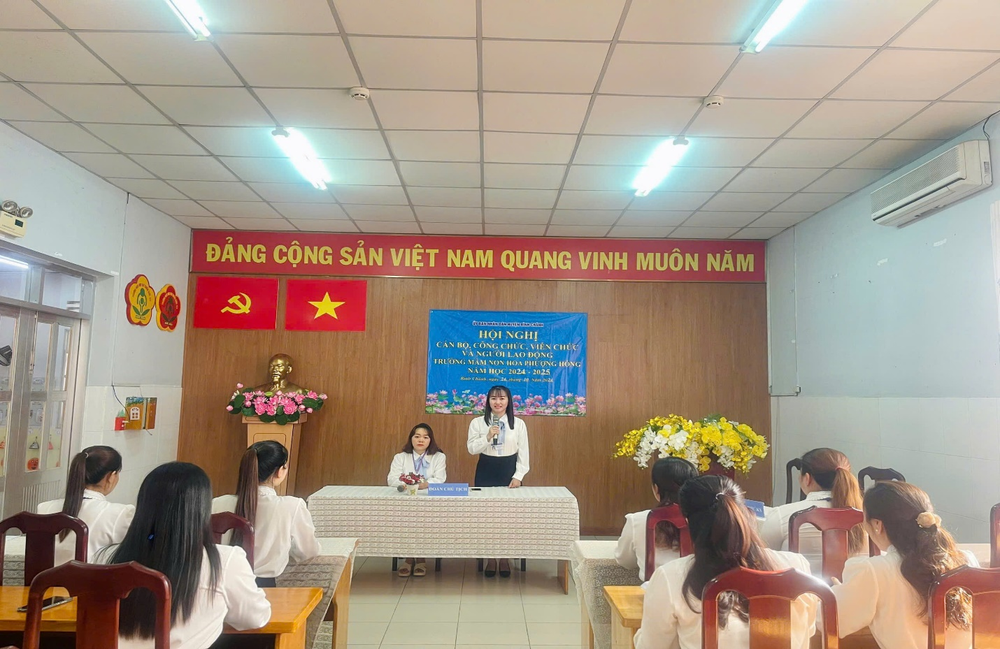 ĐẢNG CỘNG SẢN VIỆT NAM QUANG VINH MUÔN NĂM
ỦY BAN NHÂN DÂN HUYỆN BÌNH CHÁNH
HỘI NGHỊ
CÁN BỘ, CÔNG CHỨC, VIÊN CHỨC
VÀ NGƯỜI LAO ĐỘNG
TRƯỜNG MẦM NON HOA PHƯỢNG HỒNG
NĂM HỌC 2024 - 2025
Bình Chánh, ngày 26 tháng 10 Năm 2024
ĐOÀN CHỦ TỊCH